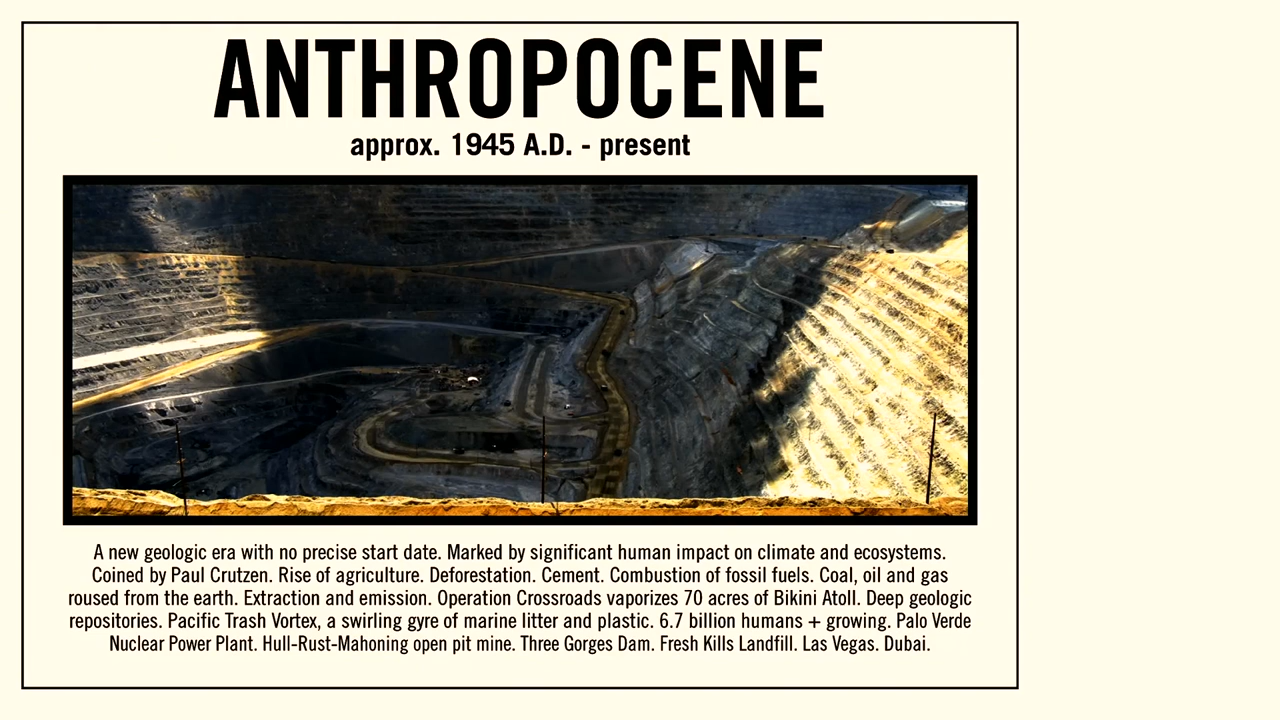 ANTHROPOCENE
approx. 1945 A.D. - present
A new geologic era with no precise start date. Marked by significant human impact on climate and ecosystems.
Coined by Paul Crutzen. Rise of agriculture. Deforestation. Cement. Combustion of fossil fuels. Coal, oil and gas
roused from the earth. Extraction and emission. Operation Crossroads vaporizes 70 acres of Bikini Atoll. Deep geologic
repositories. Pacific Trash Vortex, a swirling gyre of marine litter and plastic. 6.7 billion humans + growing. Palo Verde
Nuclear Power Plant. Hull-Rust-Mahoning open pit mine. Three Gorges Dam. Fresh Kills Landfill. Las Vegas. Dubai.